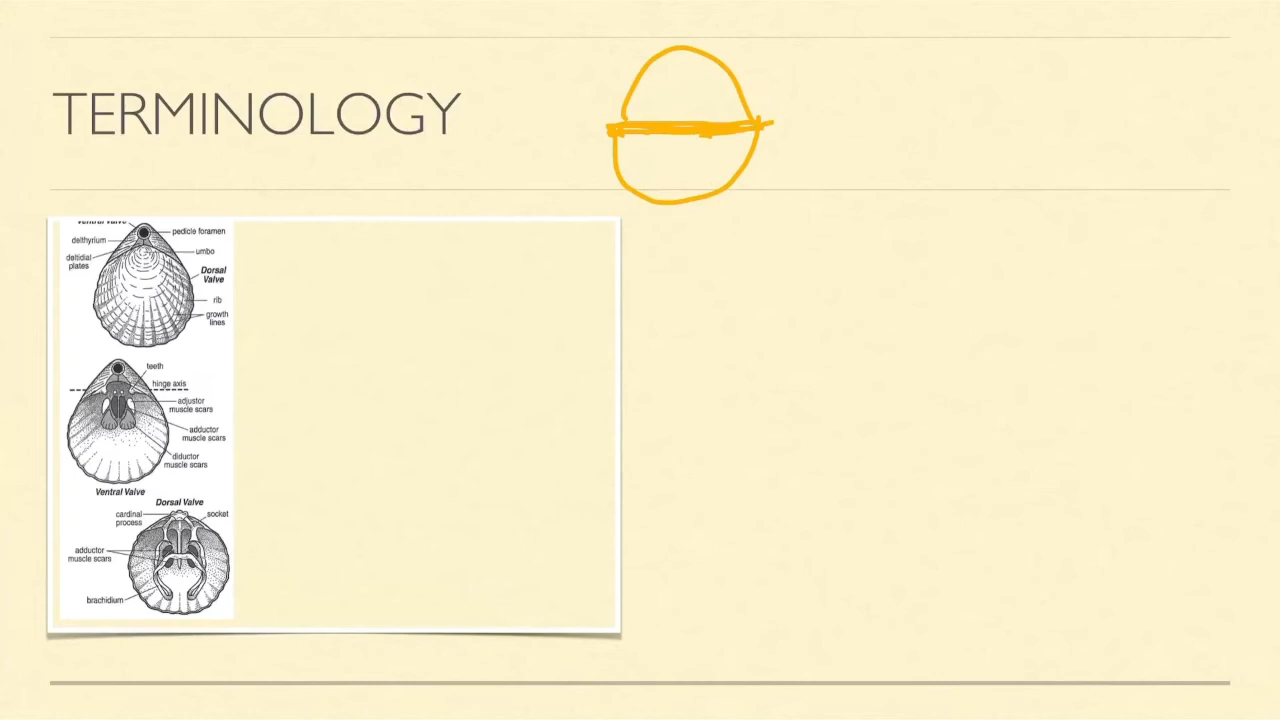 TERMINOLOGY
Ventral Valve
pedicle foramen
delthyrium
umbo
deltidial
plates
Dorsal
Valve
rib
growth
lines
teeth
hinge axis
adjustor
muscle scars
adductor
muscle scars
diductor
muscle scars
Ventral Valve
Dorsal Valve
cardinal
process
socket
adductor
muscle scars
brachidium